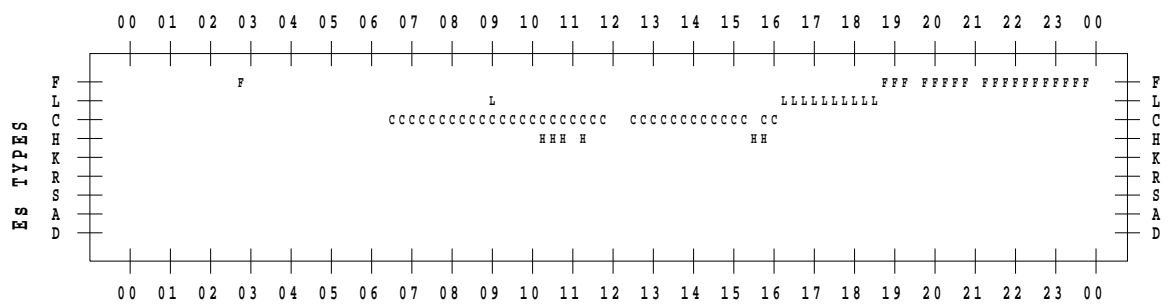 00 01 02 03 04 05 06 07 08 09 10 11 12 13 14 15 16 17 18 19 20 21 22 23 00
F F FFF FFFFF FFFFFFFFFFF F
L L LLLLLLLLLL L
C CCCCCCCCCCCCCCCCCCCCCC CCCCCCCCCCCC CC C
H HHH H HH H
K K
R R
S S
A A
D D
Es TYPES
00 01 02 03 04 05 06 07 08 09 10 11 12 13 14 15 16 17 18 19 20 21 22 23 00